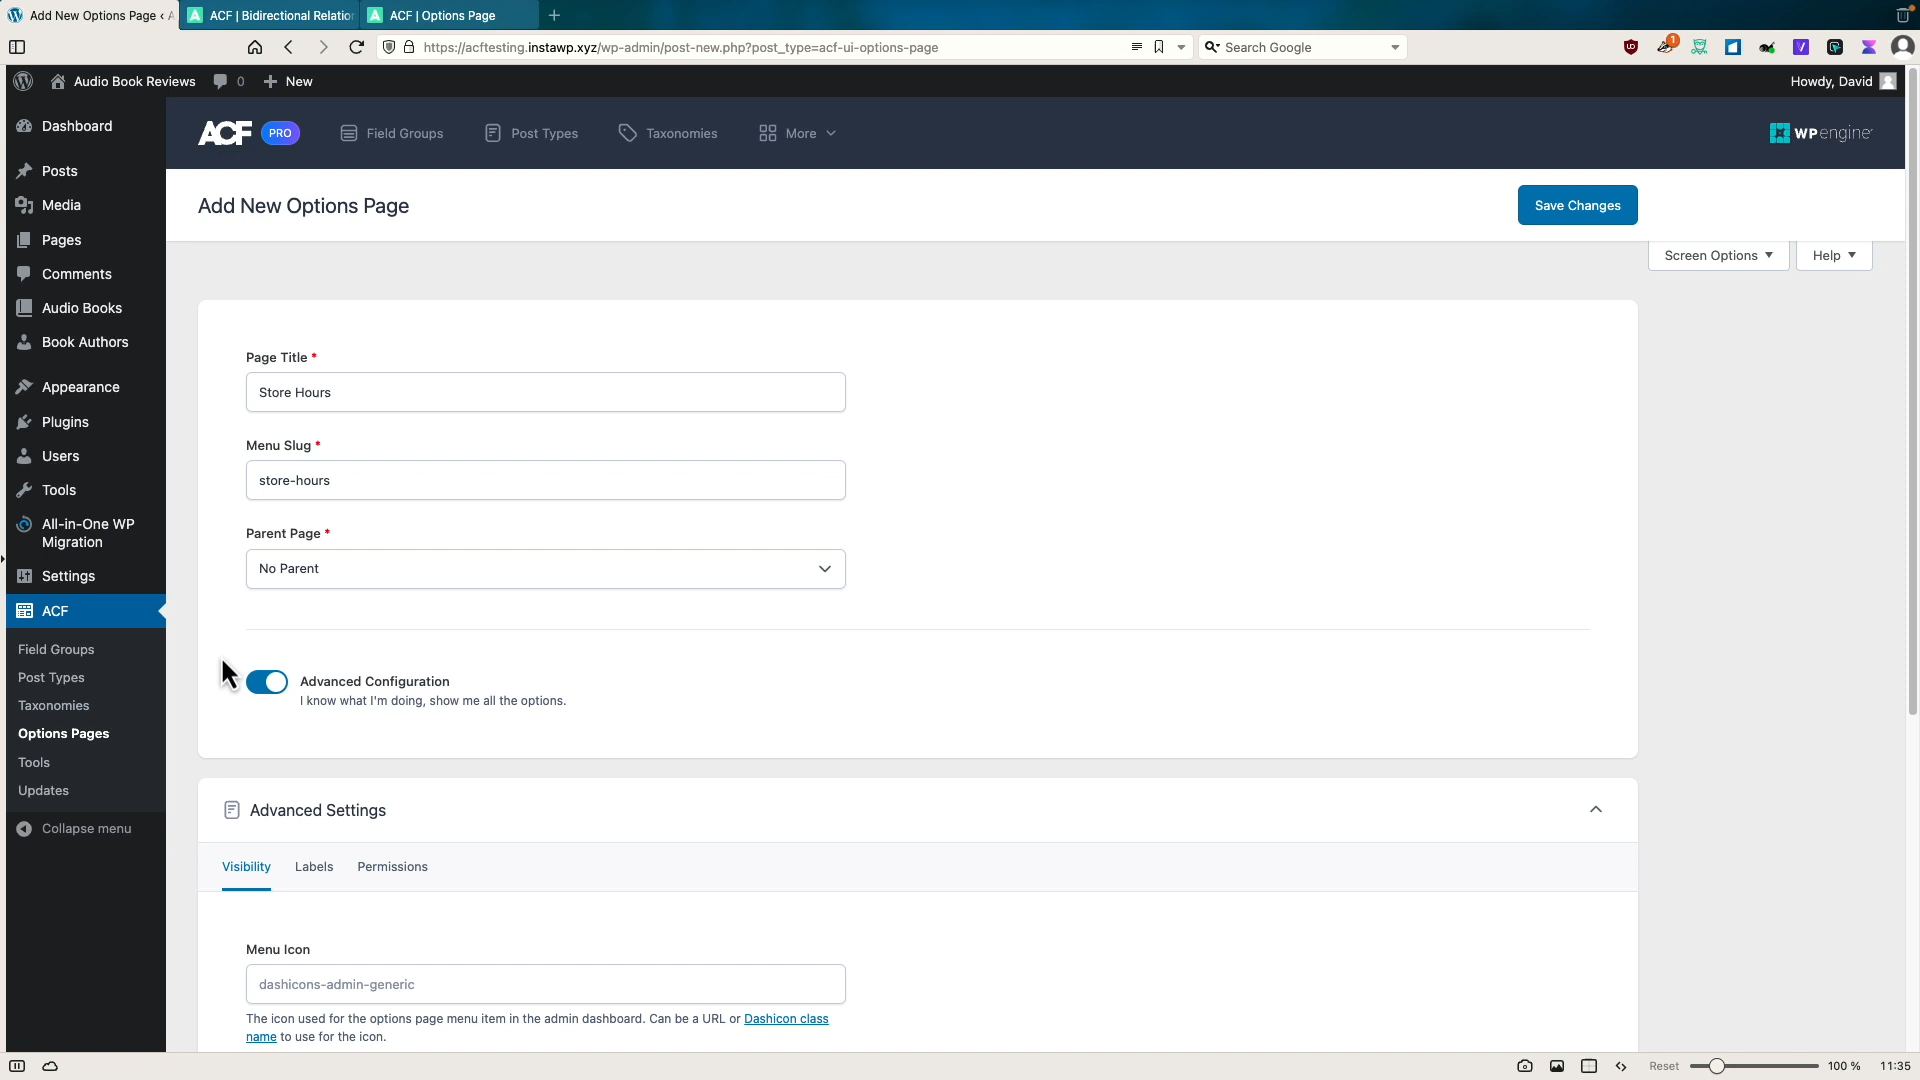 Add New Options Page ‹ A
ACF | Bidirectional Relation
ACF | Options Page
https://acftesting.instawp.xyz/wp-admin/post-new.php?post_type=acf-ui-options-page
Search Google
1
Audio Book Reviews
0
New
Howdy, David
Dashboard
Posts
Media
Pages
Comments
Audio Books
Book Authors
Appearance
Plugins
Users
Tools
All-in-One WP
Migration
Settings
ACF
Field Groups
Post Types
Taxonomies
Options Pages
Tools
Updates
Collapse menu
ACF PRO
Field Groups
Post Types
Taxonomies
More
WPengine
Add New Options Page
Save Changes
Screen Options
Help
Page Title *
Store Hours
Menu Slug *
store-hours
Parent Page *
No Parent
Advanced Configuration
I know what I'm doing, show me all the options.
Advanced Settings
Visibility
Labels
Permissions
Menu Icon
dashicons-admin-generic
The icon used for the options page menu item in the admin dashboard. Can be a URL or Dashicon class
name to use for the icon.
Reset
100 %
11:35